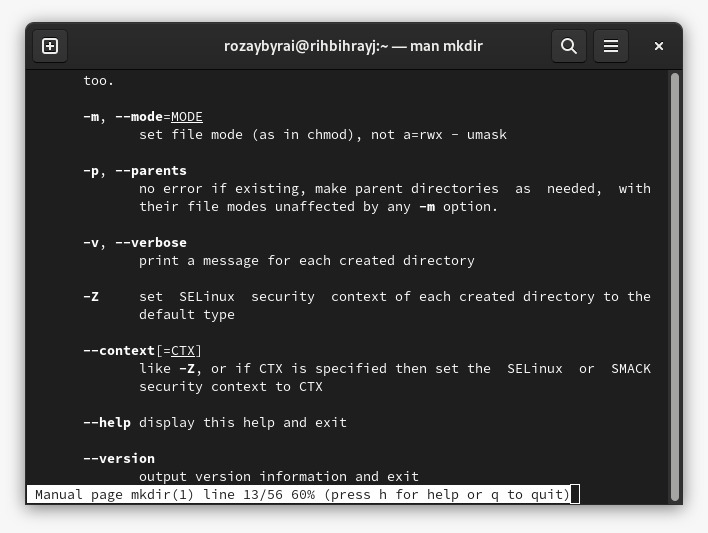 rozaybyrai@rihbihrayj:~ — man mkdir
too.
-m, --mode=MODE
set file mode (as in chmod), not a=rwx - umask
-p, --parents
no error if existing, make parent directories as needed, with
their file modes unaffected by any -m option.
-v, --verbose
print a message for each created directory
-Z set SELinux security context of each created directory to the
default type
--context[=CTX]
like -Z, or if CTX is specified then set the SELinux or SMACK
security context to CTX
--help display this help and exit
--version
output version information and exit
Manual page mkdir(1) line 13/56 60% (press h for help or q to quit)